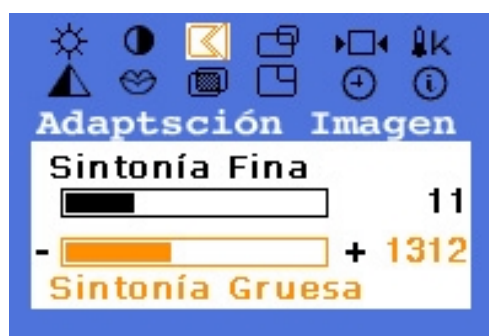 K
Adaptsción Imagen
Sintonía Fina
11
- + 1312
Sintonía Gruesa